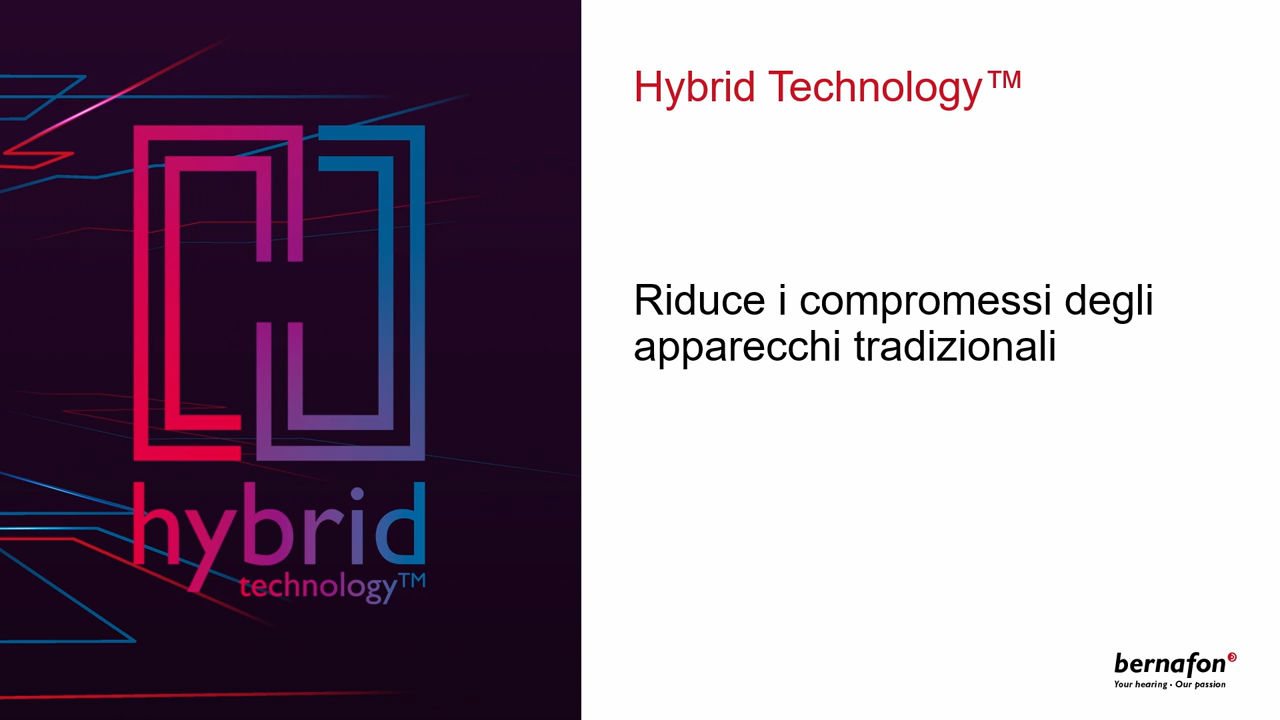 hybrid
technology™
Hybrid Technology™
Riduce i compromessi degli
apparecchi tradizionali
bernafon
Your hearing • Our passion